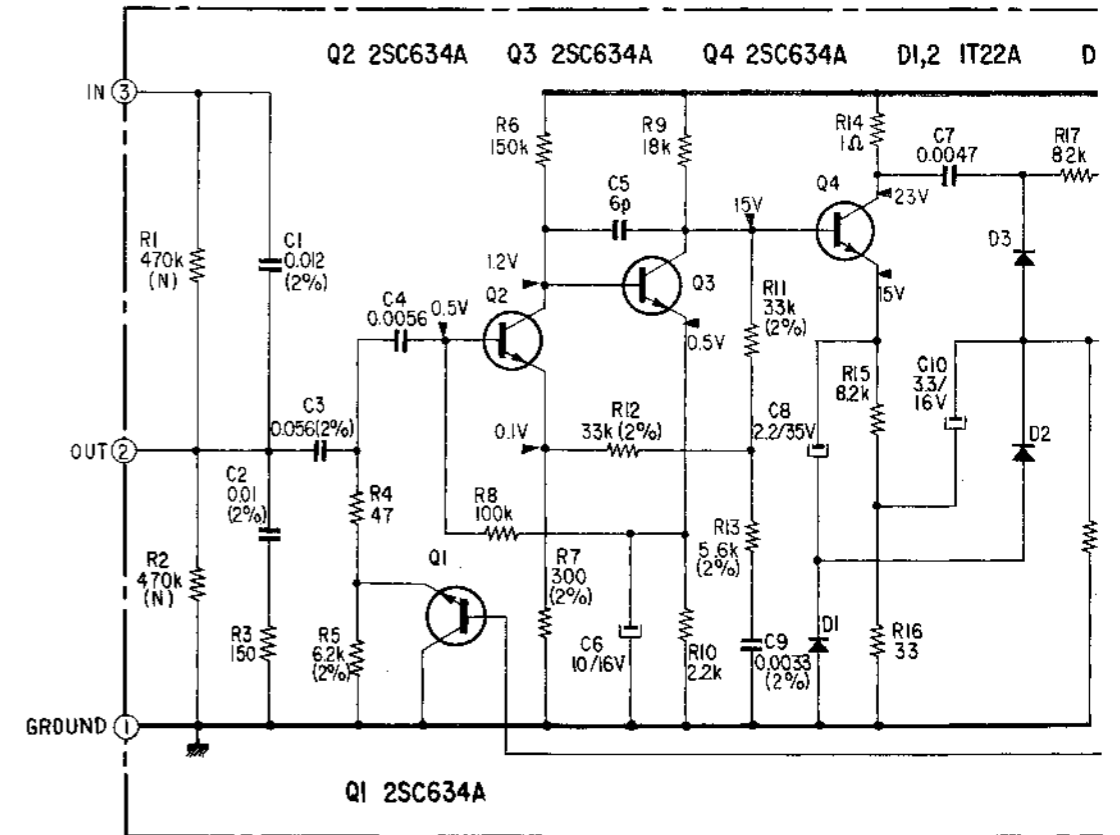 Q2 2SC634A Q3 2SC634A Q4 2SC634A D1,2 1T22A D
IN 3
R6
150k
R9
18k
R14
1Ω
C7
0.0047
R17
82k
C5
6p
15V
Q4
23V
R1
470k
(N)
C1
0.012
(2%)
D3
1.2V
Q2
Q3
R11
33k
(2%)
15V
C4
0.0056
0.5V
0.5V
R15
8.2k
C10
3.3/
16V
C3
0.056(2%)
R12
33k (2%)
C8
2.2/35V
D2
OUT 2
0.1V
C2
0.01
(2%)
R4
47
R8
100k
R13
5.6k
(2%)
R2
470k
(N)
Q1
R7
300
(2%)
R3
150
R5
6.2k
(2%)
C6
10/16V
R10
2.2k
C9
0.0033
(2%)
D1
R16
33
GROUND 1
Q1 2SC634A